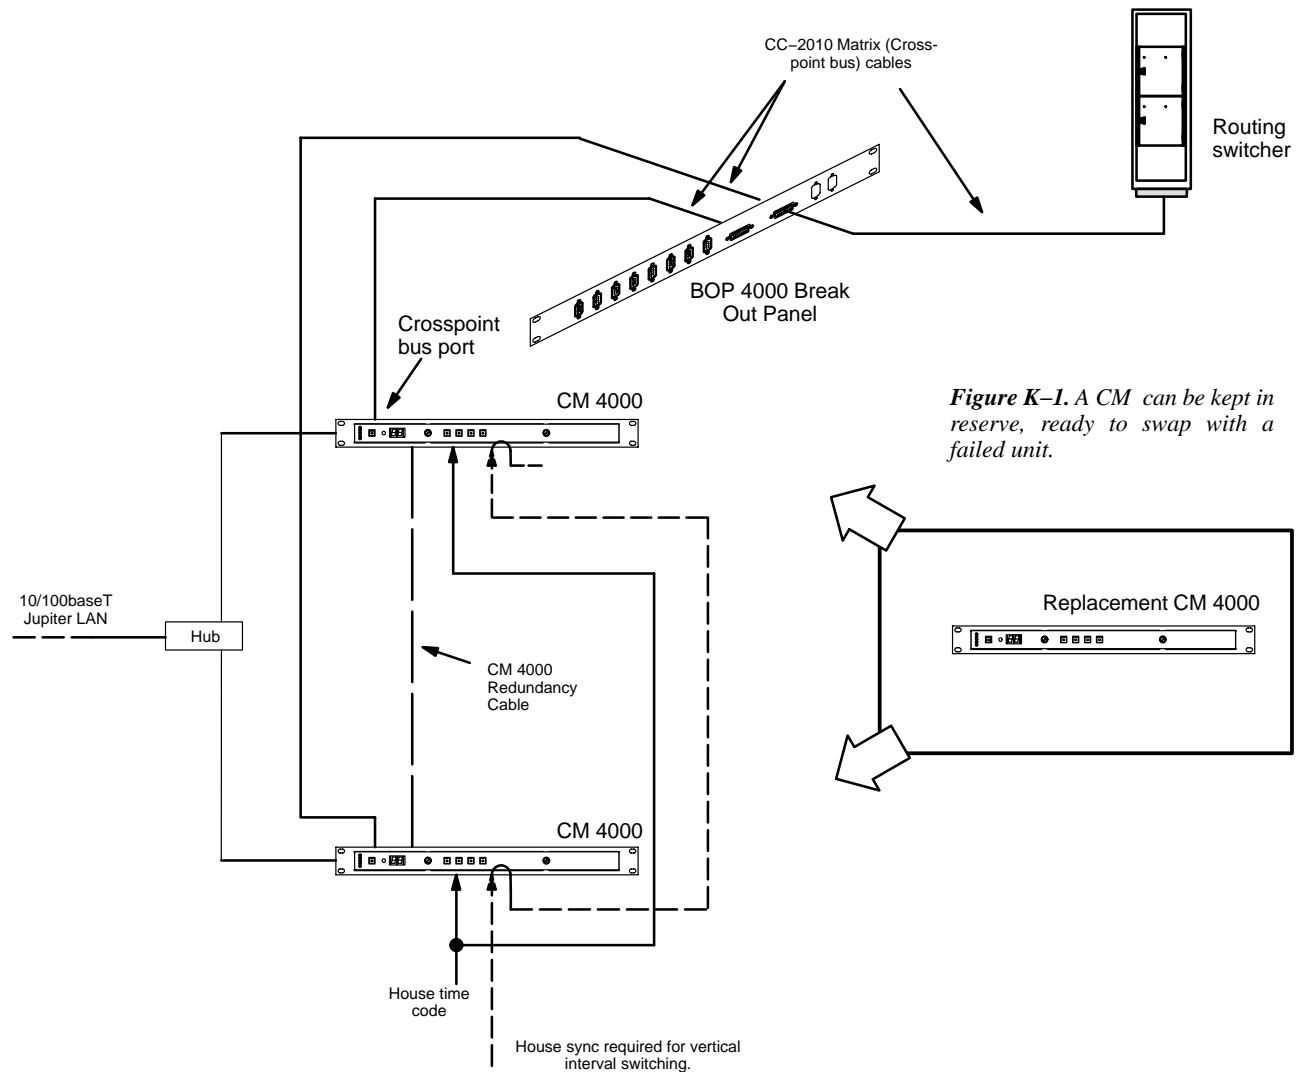 CC–2010 Matrix (Cross-
point bus) cables
Routing
switcher
BOP 4000 Break
Out Panel
Crosspoint
bus port
CM 4000
Figure K–1. A CM can be kept in
reserve, ready to swap with a
failed unit.
10/100baseT
Jupiter LAN
Hub
Replacement CM 4000
CM 4000
Redundancy
Cable
CM 4000
House time
code
House sync required for vertical
interval switching.